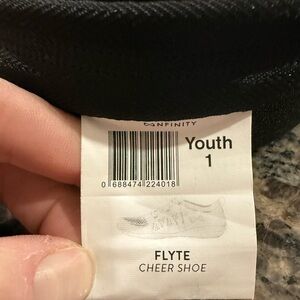 NFINITY
Youth
1
0 688474 224018
FLYTE
CHEER SHOE